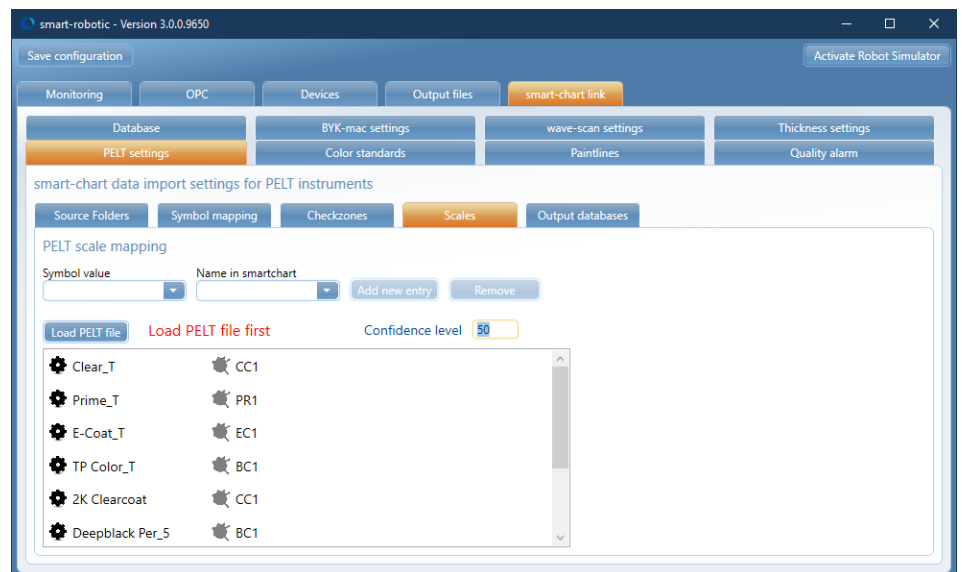 smart-robotic - Version 3.0.0.9650
Save configuration
Activate Robot Simulator
Monitoring OPC Devices Output files smart-chart link
Database BYK-mac settings wave-scan settings Thickness settings
PELT settings Color standards Paintlines Quality alarm
smart-chart data import settings for PELT instruments
Source Folders Symbol mapping Checkzones Scales Output databases
PELT scale mapping
Symbol value Name in smartchart
Add new entry Remove
Load PELT file Load PELT file first Confidence level 50
Clear_T CC1
Prime_T PR1
E-Coat_T EC1
TP Color_T BC1
2K Clearcoat CC1
Deepblack Per_5 BC1